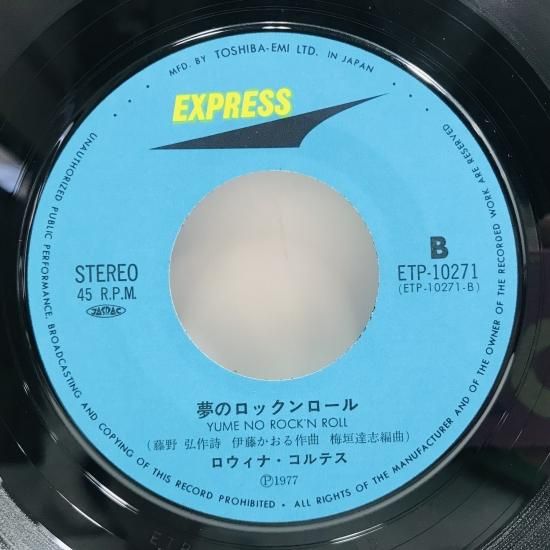 MFD. BY TOSHIBA-EMI LTD. IN JAPAN
EXPRESS
STEREO
45 R.P.M.
JASRAC
B
ETP-10271
(ETP-10271-B)
夢のロックンロール
YUME NO ROCK'N ROLL
(藤野 弘作詩 伊藤かおる作曲 梅垣達志編曲)
ロウィナ・コルテス
Ⓟ1977
UNAUTHORIZED PUBLIC PERFORMANCE, BROADCASTING AND COPYING OF THIS RECORD PROHIBITED • ALL RIGHTS OF THE MANUFACTURER AND OF THE OWNER OF THE RECORDED WORK ARE RESERVED